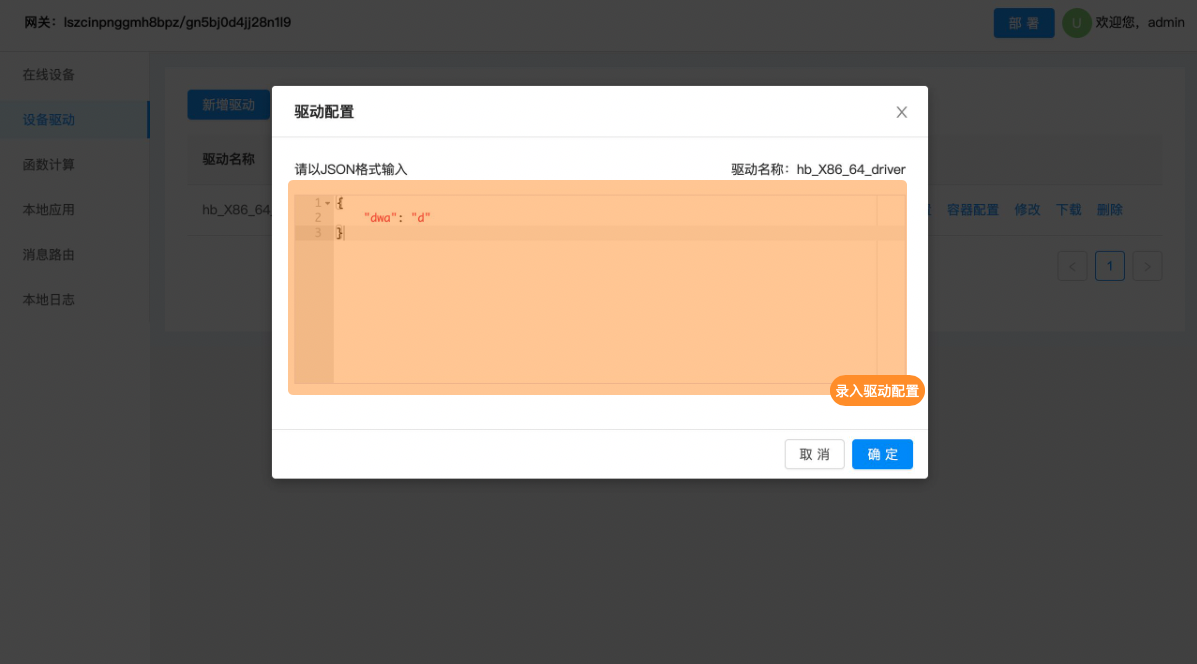 网关：lszcinpnggmh8bpz/gn5bj0d4jj28n1l9
部 署
U
欢迎您，admin
在线设备
设备驱动
函数计算
本地应用
消息路由
本地日志
新增驱动
驱动名称
hb_X86_64
容器配置 修改 下载 删除
1
驱动配置
请以JSON格式输入
驱动名称：hb_X86_64_driver
1 {
2 "dwa": "d"
3 }
录入驱动配置
取 消
确 定